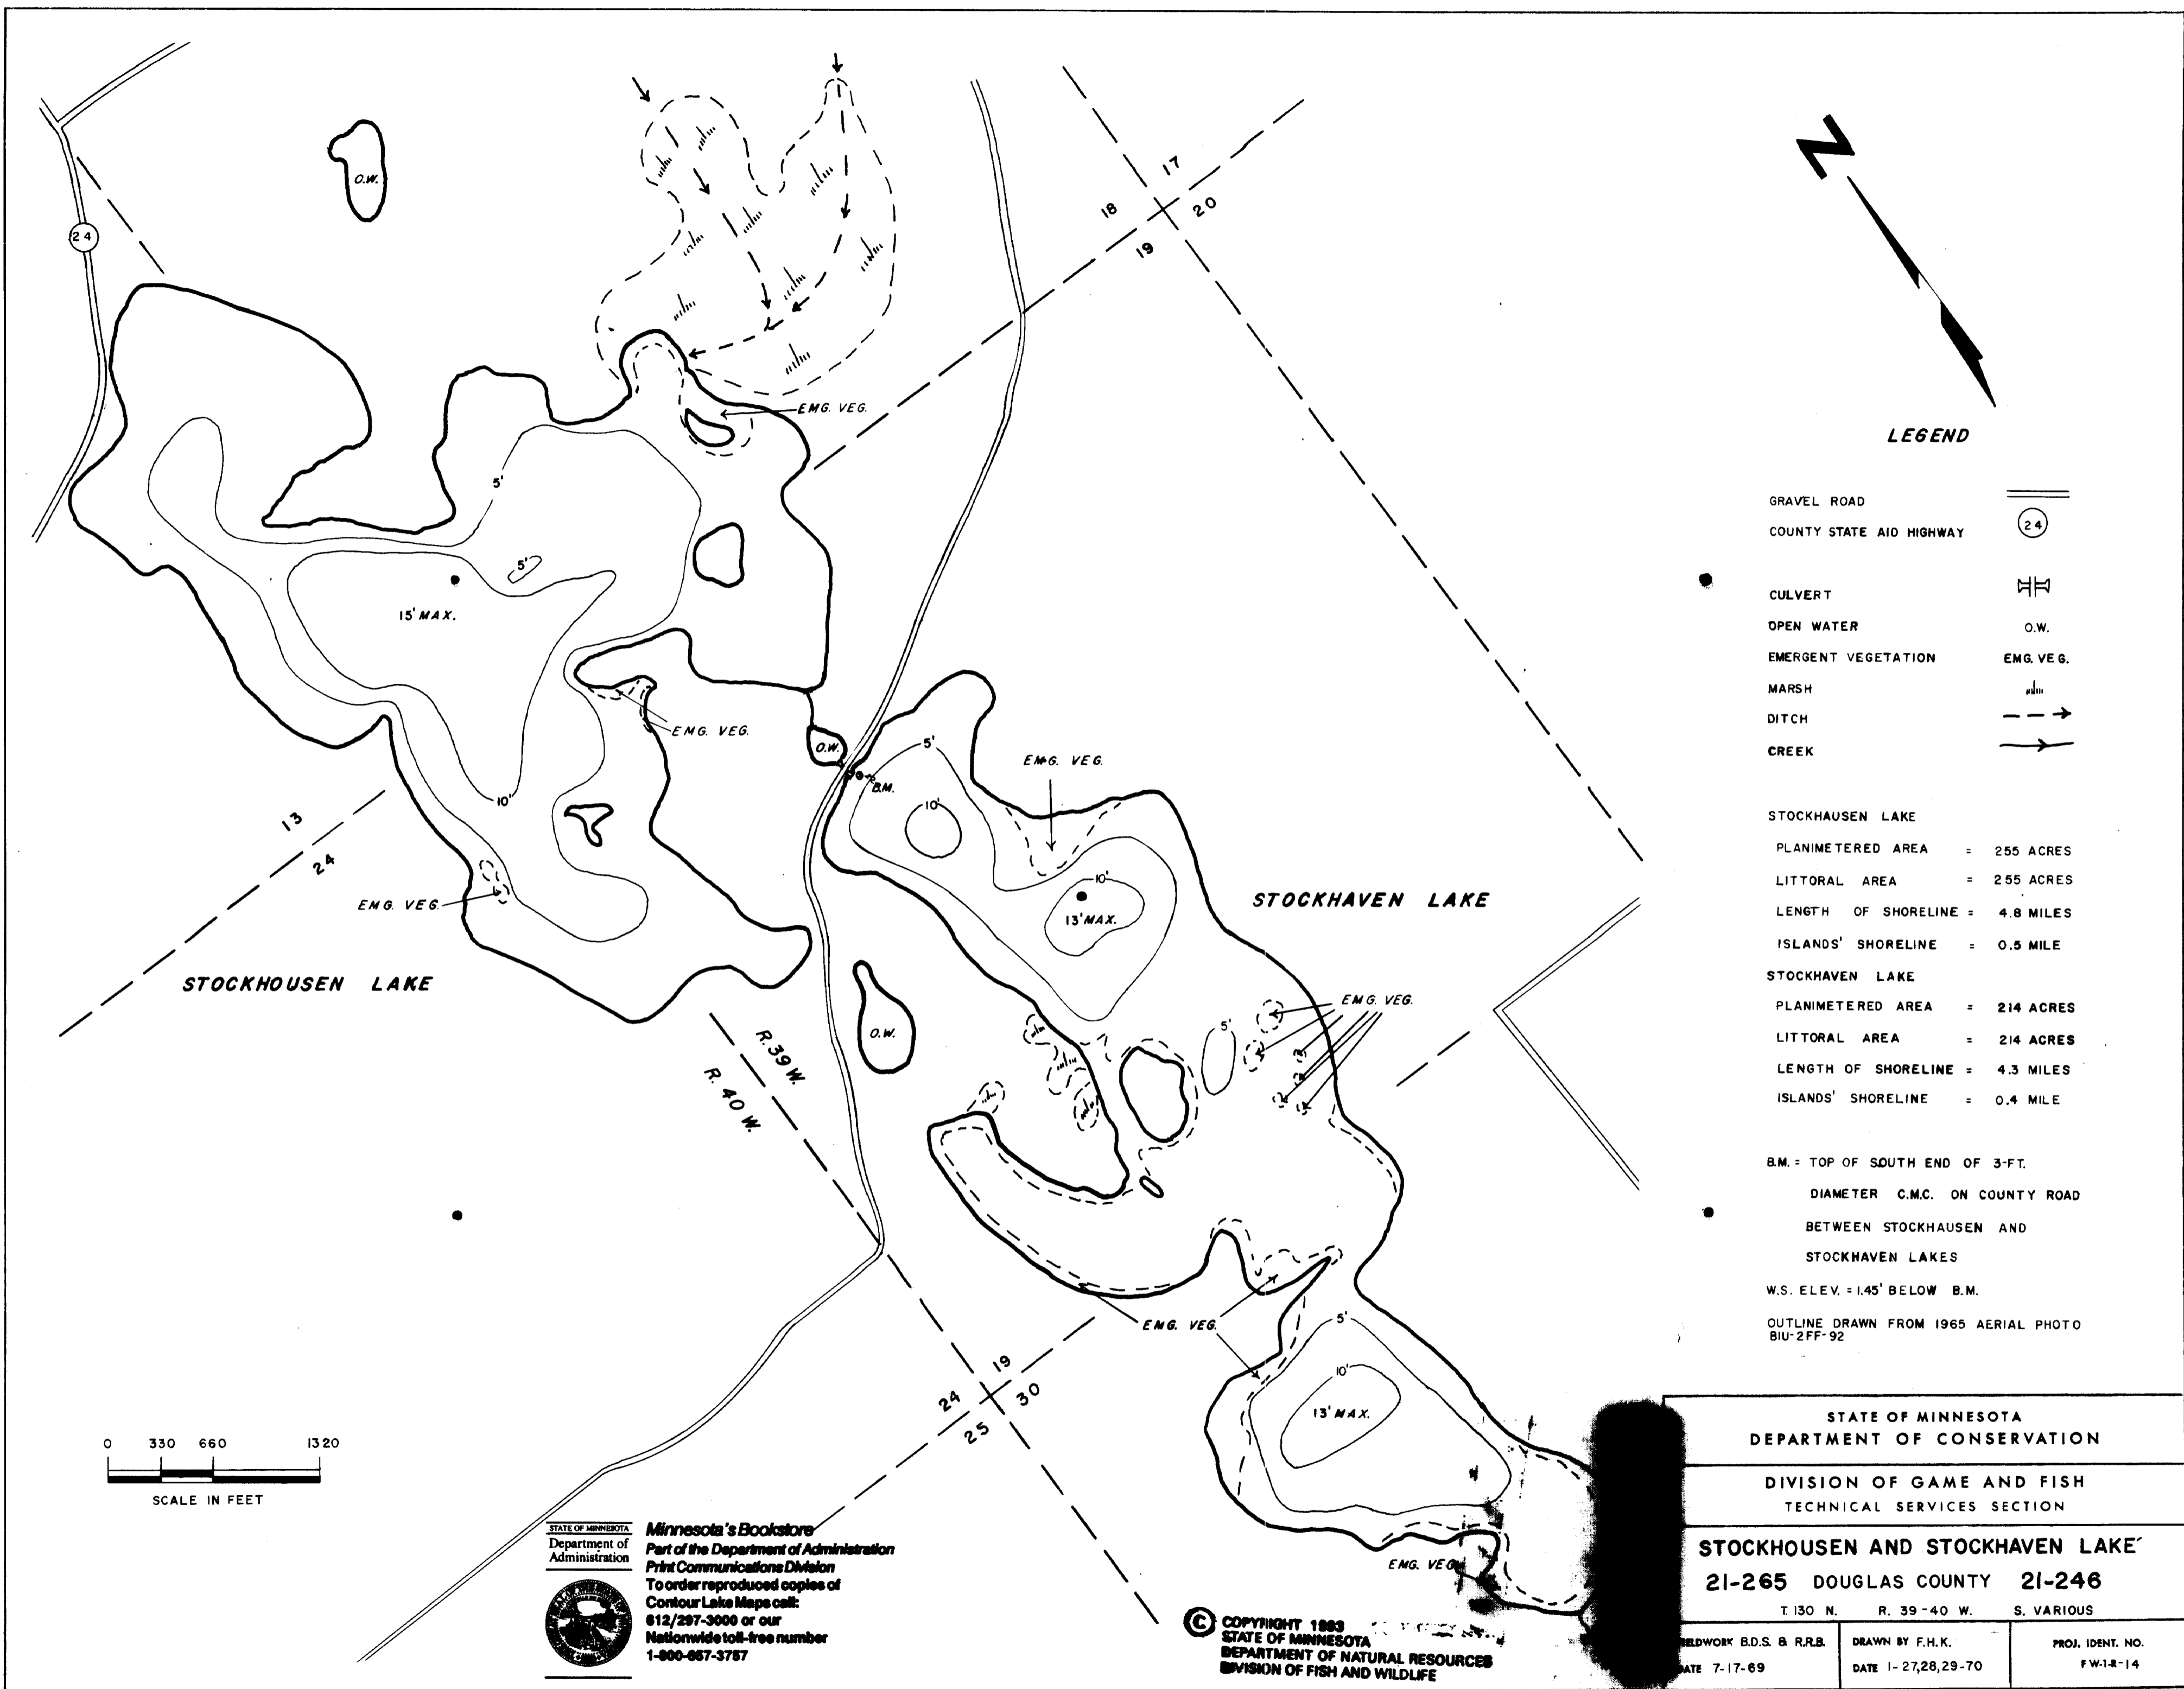 N
17
18
20
19
O.W.
24
EMG. VEG.
5'
5'
15' MAX.
EMG. VEG.
O.W.
B.M.
10'
13
24
EMG. VEG.
STOCKHOUSEN LAKE
5'
10'
EMG. VEG.
10'
13' MAX.
STOCKHAVEN LAKE
EMG. VEG.
5'
O.W.
R. 39 W.
R. 40 W.
EMG. VEG.
5'
10'
13' MAX.
EMG. VEG.
24
19
25
30
0 330 660 1320
SCALE IN FEET
LEGEND
GRAVEL ROAD
COUNTY STATE AID HIGHWAY 24
CULVERT
OPEN WATER O.W.
EMERGENT VEGETATION EMG. VEG.
MARSH
DITCH
CREEK
STOCKHAUSEN LAKE
PLANIMETERED AREA = 255 ACRES
LITTORAL AREA = 255 ACRES
LENGTH OF SHORELINE = 4.8 MILES
ISLANDS' SHORELINE = 0.5 MILE
STOCKHAVEN LAKE
PLANIMETERED AREA = 214 ACRES
LITTORAL AREA = 214 ACRES
LENGTH OF SHORELINE = 4.3 MILES
ISLANDS' SHORELINE = 0.4 MILE
B.M. = TOP OF SOUTH END OF 3-FT.
DIAMETER C.M.C. ON COUNTY ROAD
BETWEEN STOCKHAUSEN AND
STOCKHAVEN LAKES
W.S. ELEV. = 1.45' BELOW B.M.
OUTLINE DRAWN FROM 1965 AERIAL PHOTO
BIU-2FF-92
STATE OF MINNESOTA
Department of
Administration
Minnesota's Bookstore
Part of the Department of Administration
Print Communications Division
To order reproduced copies of
Contour Lake Maps call:
612/297-3000 or our
Nationwide toll-free number
1-800-657-3757
© COPYRIGHT 1993
STATE OF MINNESOTA
DEPARTMENT OF NATURAL RESOURCES
DIVISION OF FISH AND WILDLIFE
STATE OF MINNESOTA
DEPARTMENT OF CONSERVATION
DIVISION OF GAME AND FISH
TECHNICAL SERVICES SECTION
STOCKHOUSEN AND STOCKHAVEN LAKE
21-265 DOUGLAS COUNTY 21-246
T. 130 N. R. 39-40 W. S. VARIOUS
FIELDWORK B.D.S. & R.R.B.
DATE 7-17-69
DRAWN BY F.H.K.
DATE 1-27,28,29-70
PROJ. IDENT. NO.
FW-1-R-14